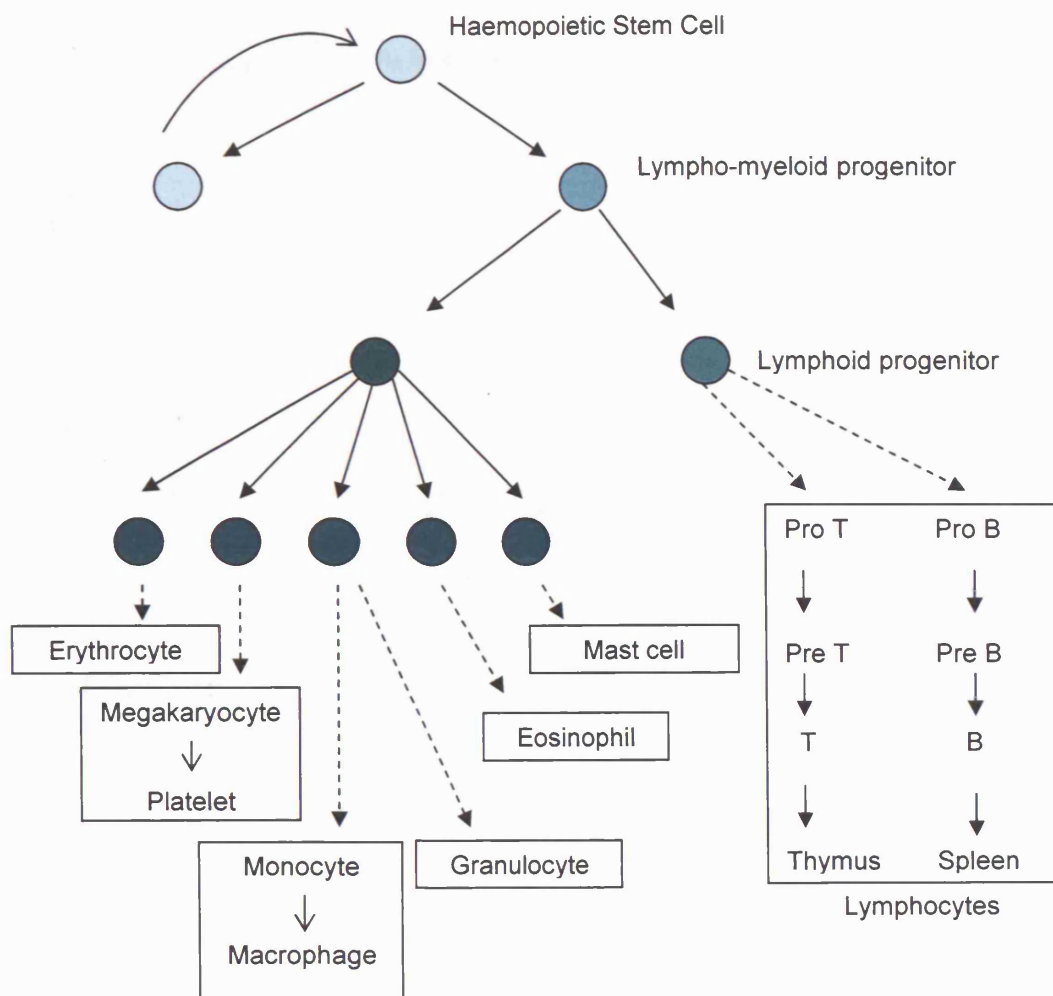 Haemopoietic Stem Cell
Lympho-myeloid progenitor
Lymphoid progenitor
Pro T
Pro B
Erythrocyte
Mast cell
Pre T
Pre B
Megakaryocyte
Eosinophil
T
B
Platelet
Monocyte
Granulocyte
Thymus
Spleen
Lymphocytes
Macrophage